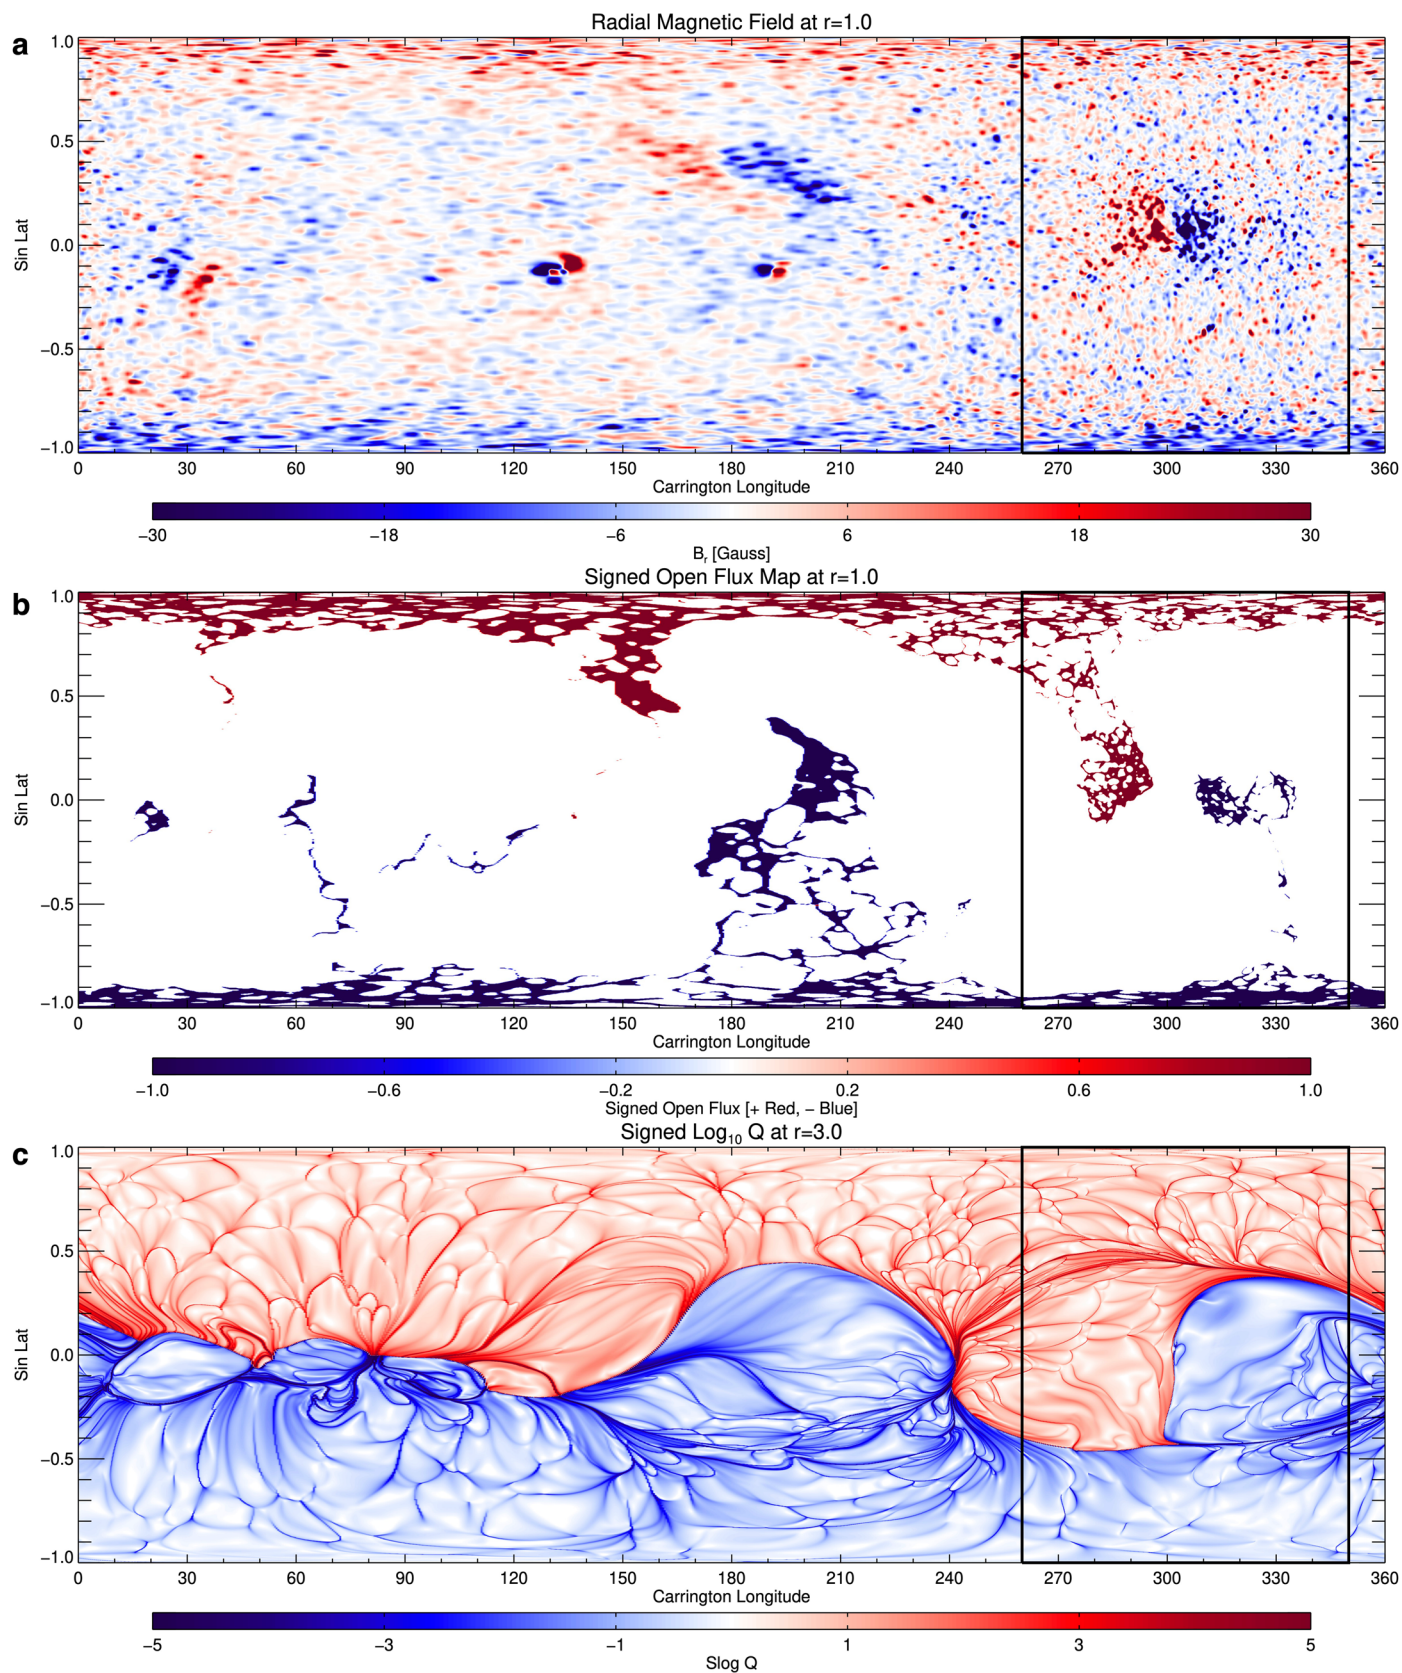 Radial Magnetic Field at r=1.0
a
1.0
0.5
0.0
−0.5
−1.0
Sin Lat
0 30 60 90 120 150 180 210 240 270 300 330 360
Carrington Longitude
−30 −18 −6 6 18 30
Br [Gauss]
Signed Open Flux Map at r=1.0
b
1.0
0.5
0.0
−0.5
−1.0
Sin Lat
0 30 60 90 120 150 180 210 240 270 300 330 360
Carrington Longitude
−1.0 −0.6 −0.2 0.2 0.6 1.0
Signed Open Flux [+ Red, − Blue]
Signed Log10 Q at r=3.0
c
1.0
0.5
0.0
−0.5
−1.0
Sin Lat
0 30 60 90 120 150 180 210 240 270 300 330 360
Carrington Longitude
−5 −3 −1 1 3 5
Slog Q